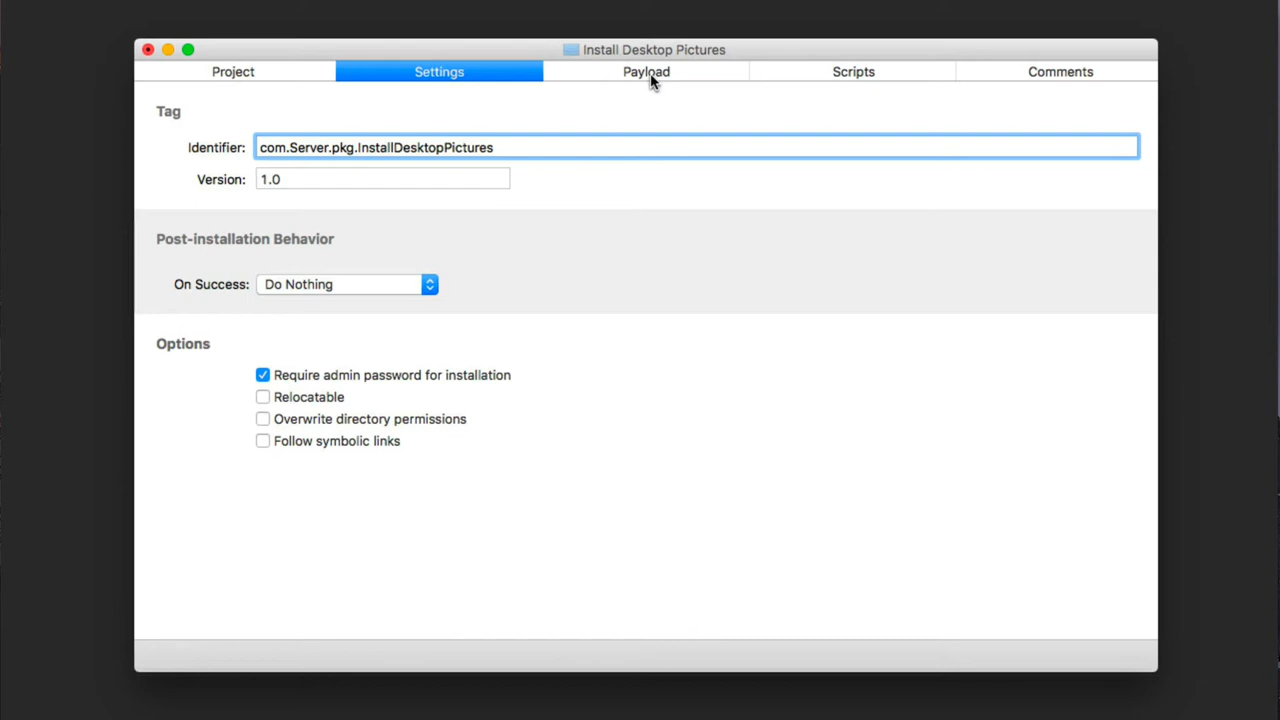 Install Desktop Pictures
Project Settings Payload Scripts Comments
Tag
Identifier: com.Server.pkg.InstallDesktopPictures
Version: 1.0
Post-installation Behavior
On Success: Do Nothing
Options
Require admin password for installation
Relocatable
Overwrite directory permissions
Follow symbolic links